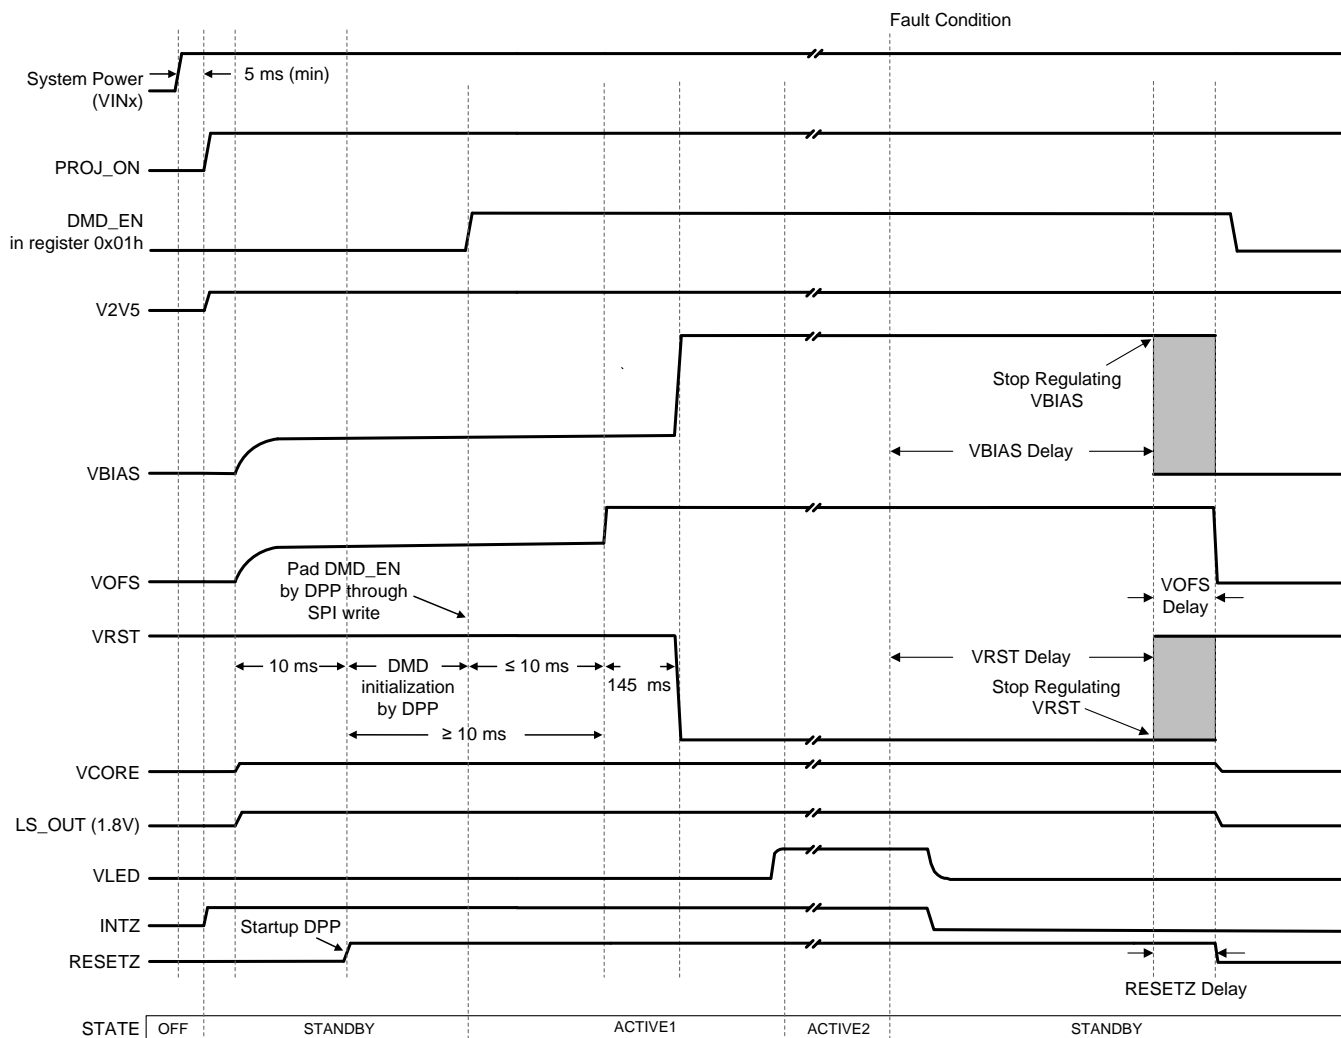 Fault Condition
System Power
(VINx)
5 ms (min)
PROJ_ON
DMD_EN
in register 0x01h
V2V5
Stop Regulating
VBIAS
VBIAS Delay
VBIAS
VOFS
Pad DMD_EN
by DPP through
SPI write
VOFS
Delay
VRST
10 ms
DMD
initialization
by DPP
≤ 10 ms
145 ms
≥ 10 ms
VRST Delay
Stop Regulating
VRST
VCORE
LS_OUT (1.8V)
VLED
INTZ
Startup DPP
RESETZ
RESETZ Delay
STATE
OFF
STANDBY
ACTIVE1
ACTIVE2
STANDBY